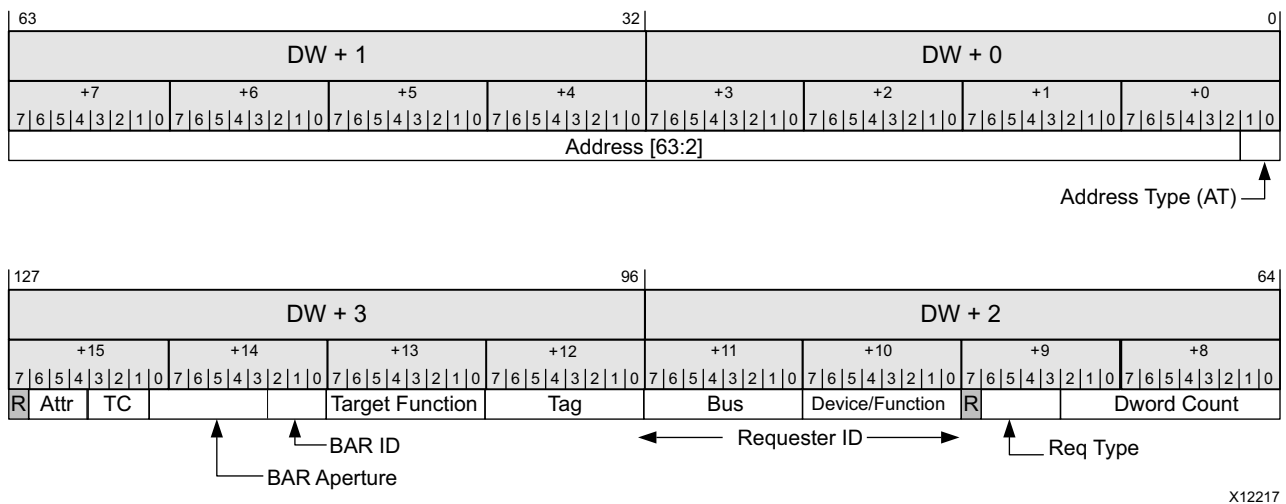 63 32 0
DW + 1 DW + 0
+7 +6 +5 +4 +3 +2 +1 +0
7 6 5 4 3 2 1 0 7 6 5 4 3 2 1 0 7 6 5 4 3 2 1 0 7 6 5 4 3 2 1 0 7 6 5 4 3 2 1 0 7 6 5 4 3 2 1 0 7 6 5 4 3 2 1 0 7 6 5 4 3 2 1 0
Address [63:2]
Address Type (AT)
127 96 64
DW + 3 DW + 2
+15 +14 +13 +12 +11 +10 +9 +8
7 6 5 4 3 2 1 0 7 6 5 4 3 2 1 0 7 6 5 4 3 2 1 0 7 6 5 4 3 2 1 0 7 6 5 4 3 2 1 0 7 6 5 4 3 2 1 0 7 6 5 4 3 2 1 0 7 6 5 4 3 2 1 0
R Attr TC Target Function Tag Bus Device/Function R Dword Count
BAR ID Requester ID Req Type
BAR Aperture
X12217